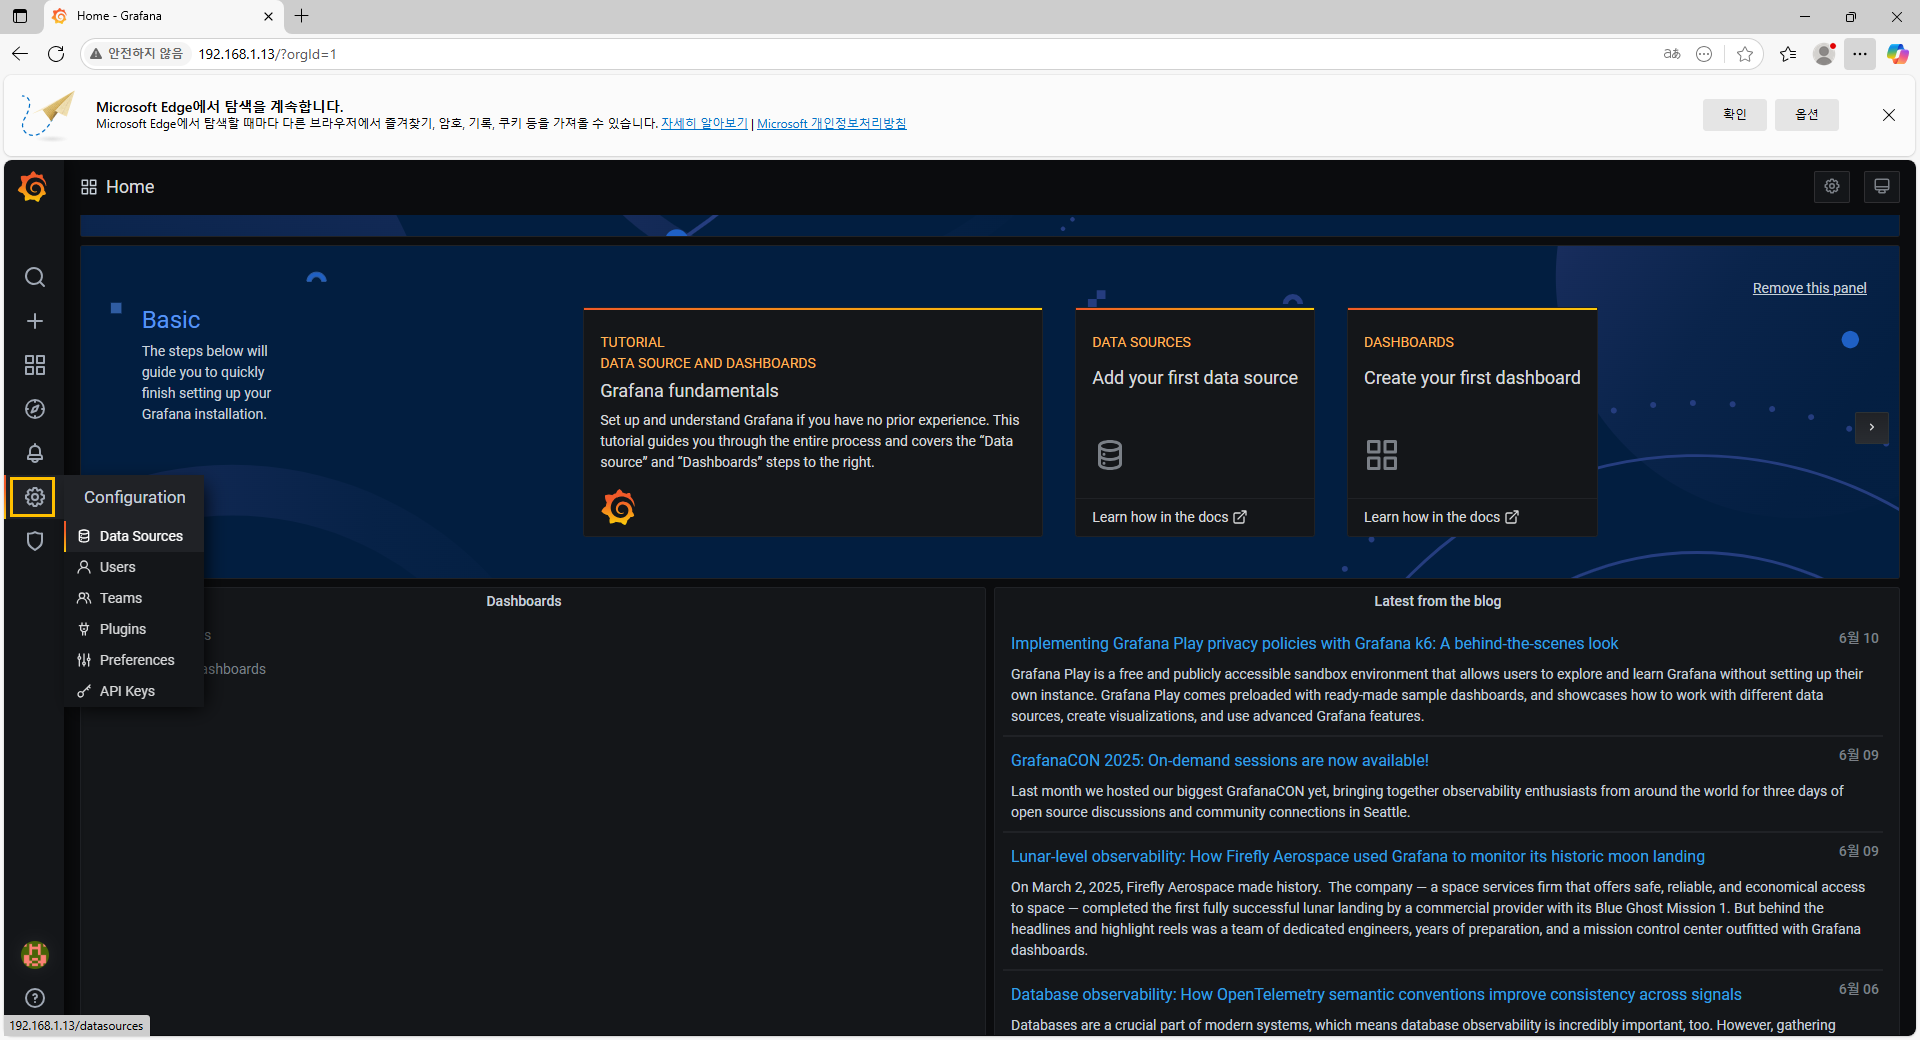 Home - Grafana
안전하지 않음 192.168.1.13/?orgId=1
Microsoft Edge에서 탐색을 계속합니다.
Microsoft Edge에서 탐색할 때마다 다른 브라우저에서 즐겨찾기, 암호, 기록, 쿠키 등을 가져올 수 있습니다. 자세히 알아보기 | Microsoft 개인정보처리방침
확인
옵션
Home
Remove this panel
Basic
The steps below will
guide you to quickly
finish setting up your
Grafana installation.
TUTORIAL
DATA SOURCE AND DASHBOARDS
Grafana fundamentals
Set up and understand Grafana if you have no prior experience. This
tutorial guides you through the entire process and covers the “Data
source” and “Dashboards” steps to the right.
DATA SOURCES
Add your first data source
Learn how in the docs
DASHBOARDS
Create your first dashboard
Learn how in the docs
Configuration
Data Sources
Users
Teams
Plugins
Preferences
API Keys
Dashboards
s
ashboards
Latest from the blog
Implementing Grafana Play privacy policies with Grafana k6: A behind-the-scenes look
6월 10
Grafana Play is a free and publicly accessible sandbox environment that allows users to explore and learn Grafana without setting up their
own instance. Grafana Play comes preloaded with ready-made sample dashboards, and showcases how to work with different data
sources, create visualizations, and use advanced Grafana features.
GrafanaCON 2025: On-demand sessions are now available!
6월 09
Last month we hosted our biggest GrafanaCON yet, bringing together observability enthusiasts from around the world for three days of
open source discussions and community connections in Seattle.
Lunar-level observability: How Firefly Aerospace used Grafana to monitor its historic moon landing
6월 09
On March 2, 2025, Firefly Aerospace made history. The company — a space services firm that offers safe, reliable, and economical access
to space — completed the first fully successful lunar landing by a commercial provider with its Blue Ghost Mission 1. But behind the
headlines and highlight reels was a team of dedicated engineers, years of preparation, and a mission control center outfitted with Grafana
dashboards.
Database observability: How OpenTelemetry semantic conventions improve consistency across signals
6월 06
Databases are a crucial part of modern systems, which means database observability is incredibly important, too. However, gathering
192.168.1.13/datasources